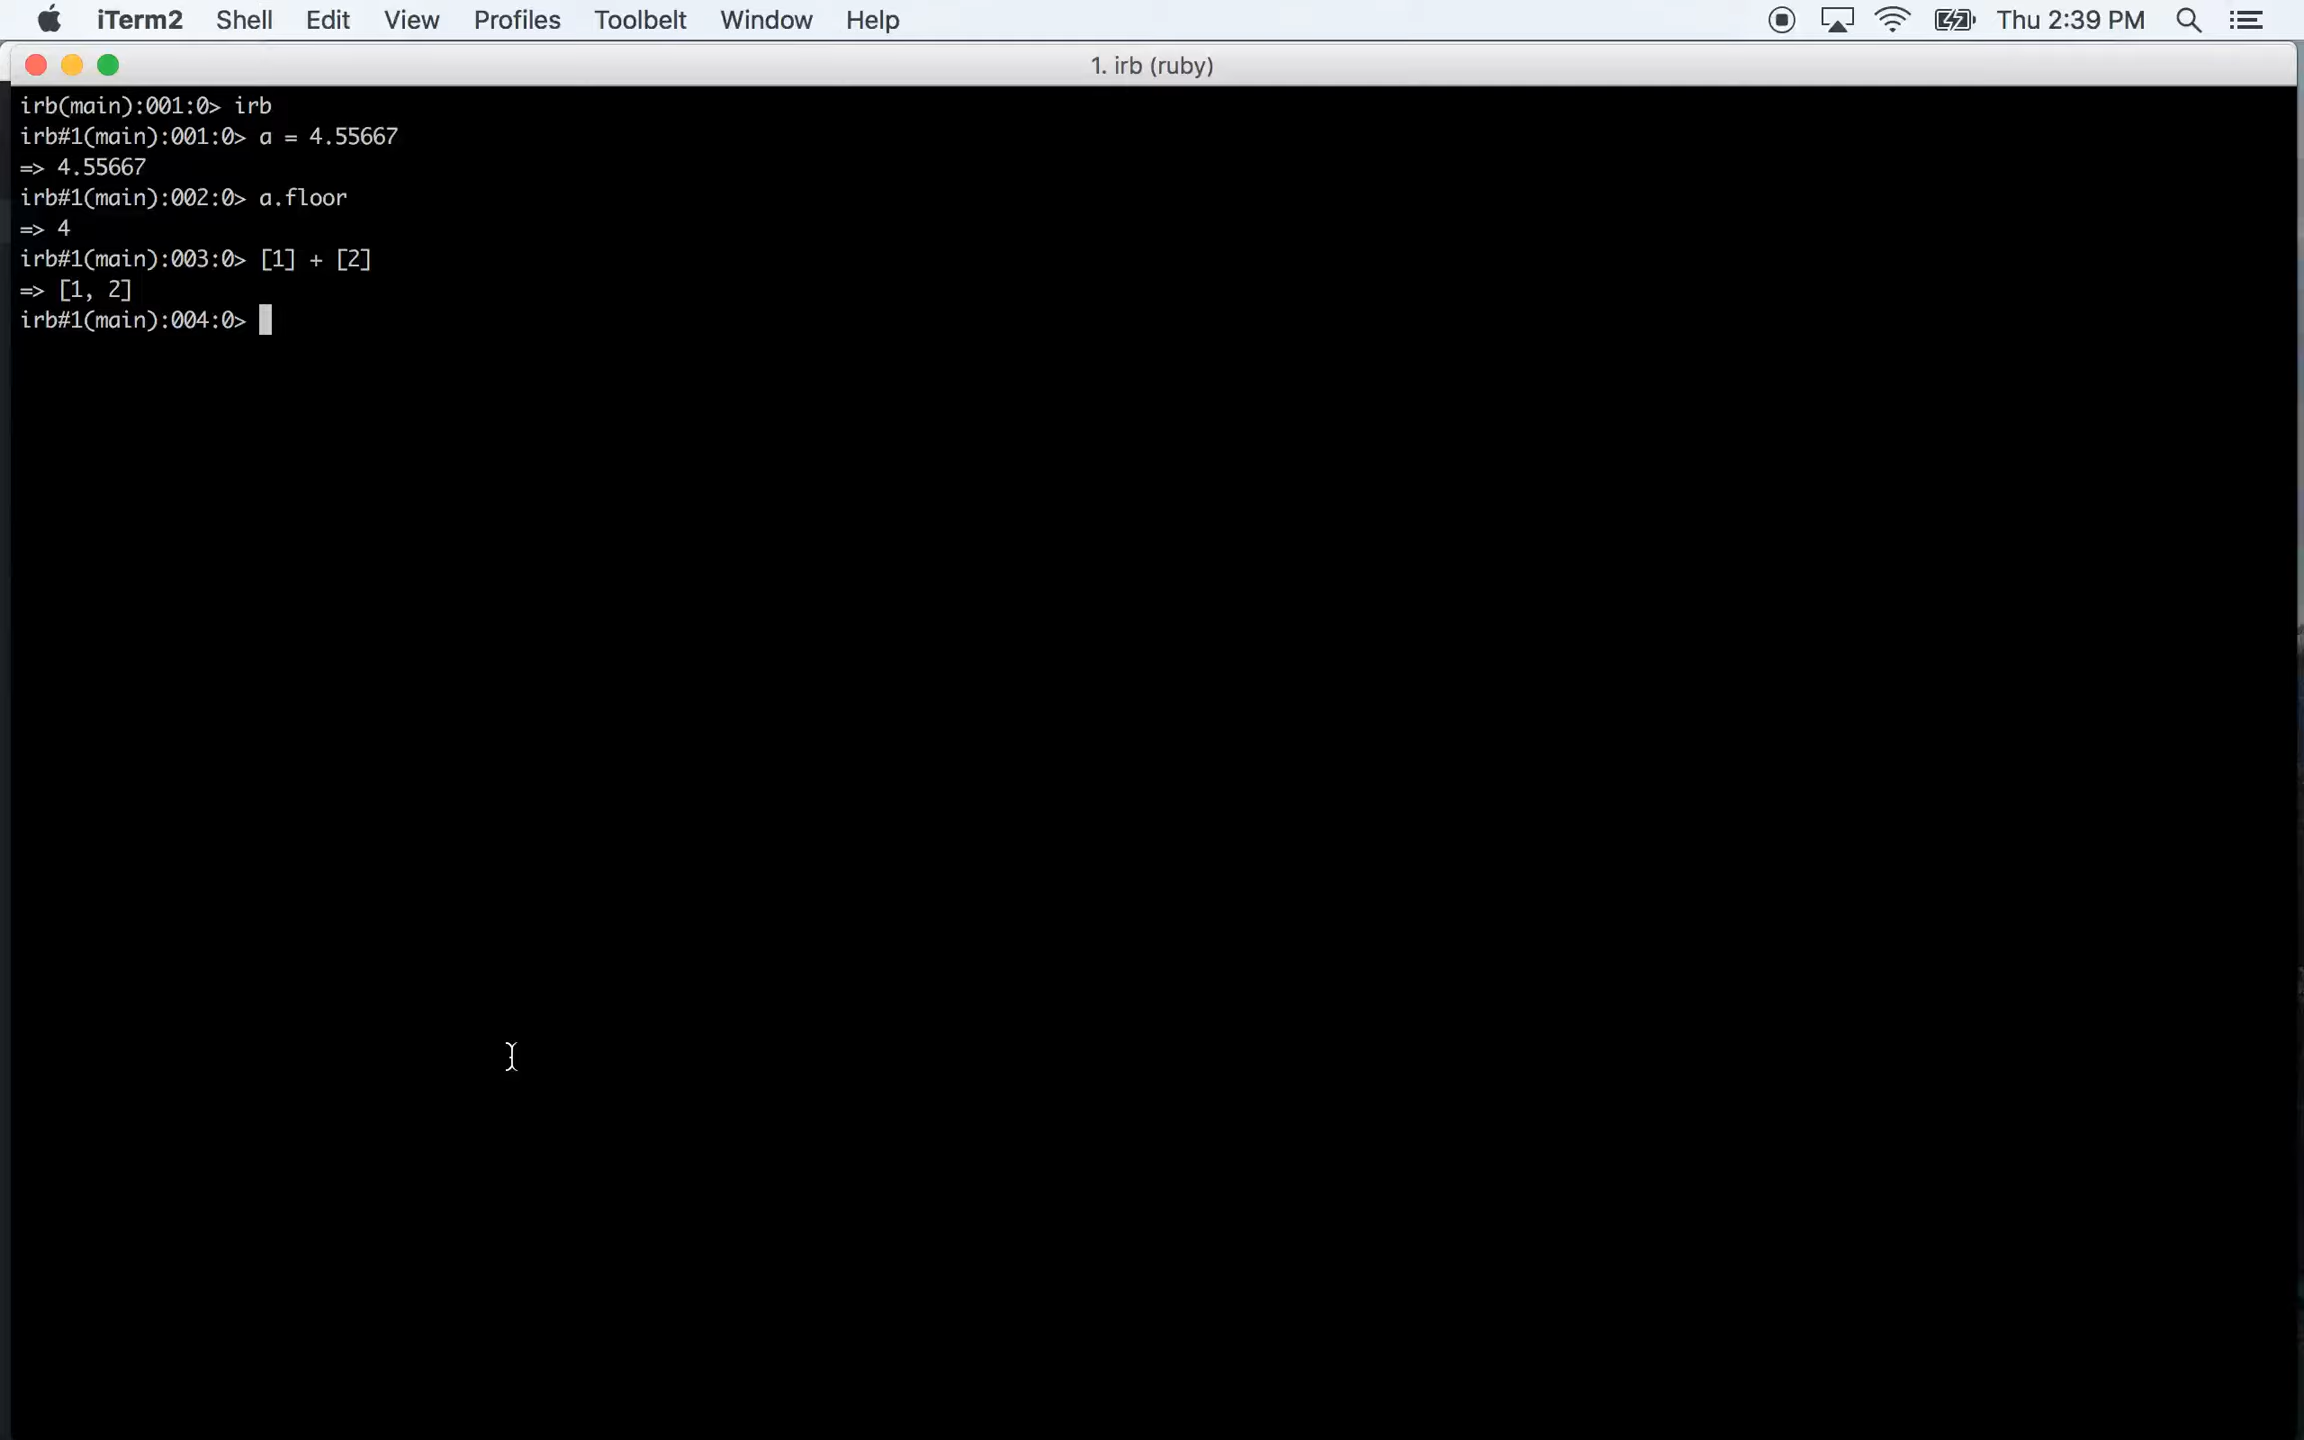 iTerm2 Shell Edit View Profiles Toolbelt Window Help Thu 2:39 PM
1. irb (ruby)
irb(main):001:0> irb
irb#1(main):001:0> a = 4.55667
=> 4.55667
irb#1(main):002:0> a.floor
=> 4
irb#1(main):003:0> [1] + [2]
=> [1, 2]
irb#1(main):004:0>